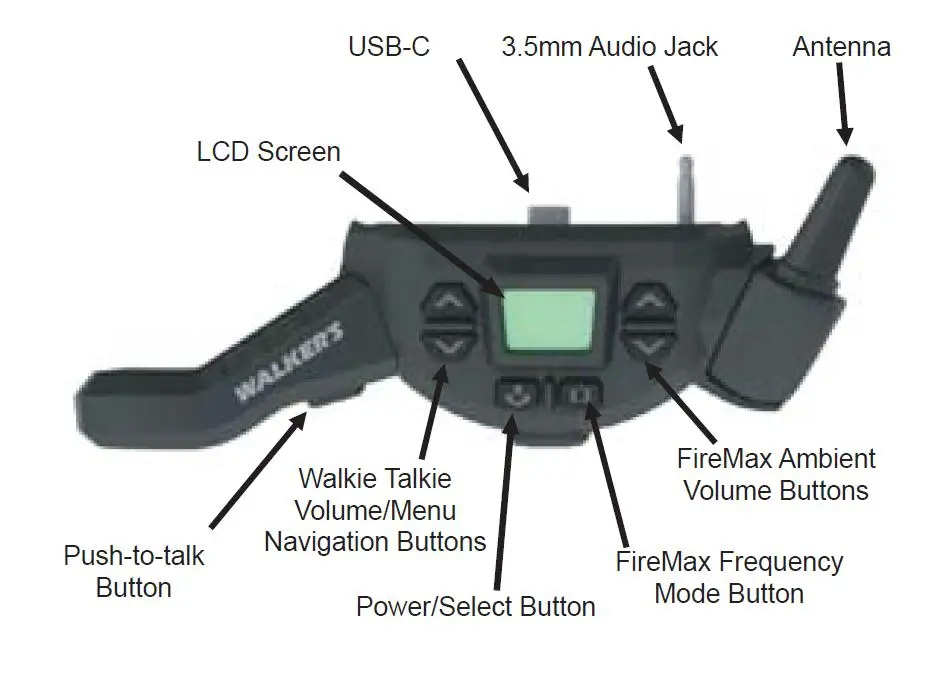 USB-C
3.5mm Audio Jack
Antenna
LCD Screen
WALKER'S
FireMax Ambient
Volume Buttons
Walkie Talkie
Volume/Menu
Navigation Buttons
Push-to-talk
Button
FireMax Frequency
Mode Button
Power/Select Button